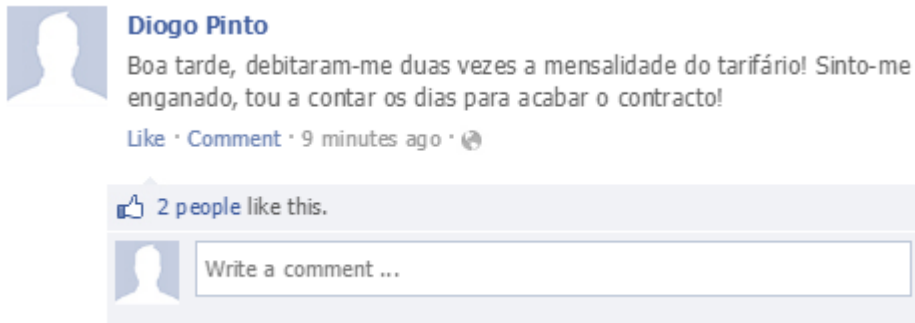 Diogo Pinto
Boa tarde, debitaram-me duas vezes a mensalidade do tarifário! Sinto-me
enganado, tou a contar os dias para acabar o contracto!
Like · Comment · 9 minutes ago ·
2 people like this.
Write a comment ...